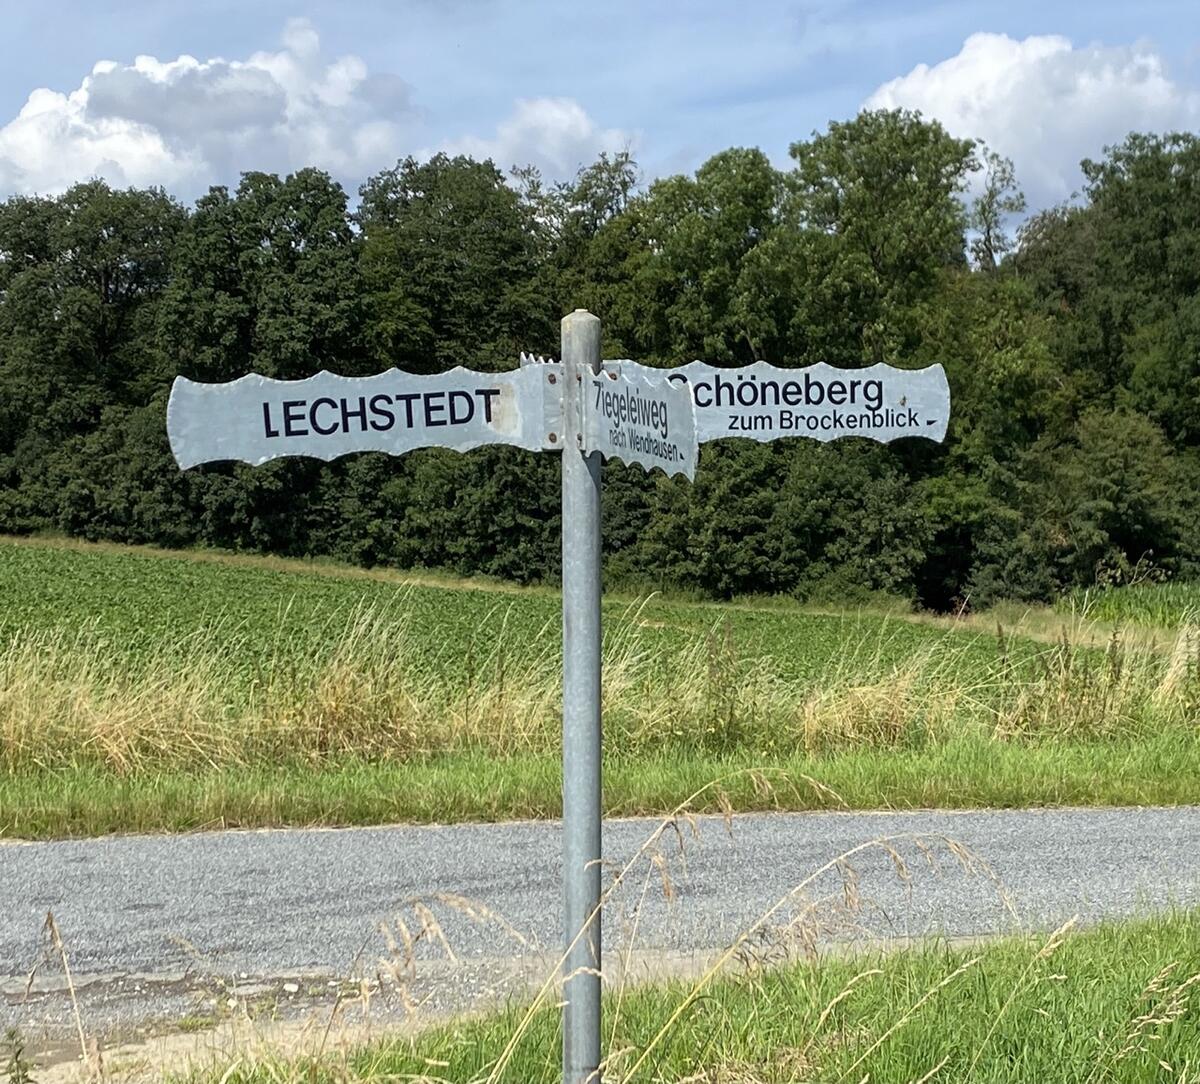 LECHSTEDT
Ziegeleiweg
nach Wendhausen
Schöneberg
zum Brockenblick